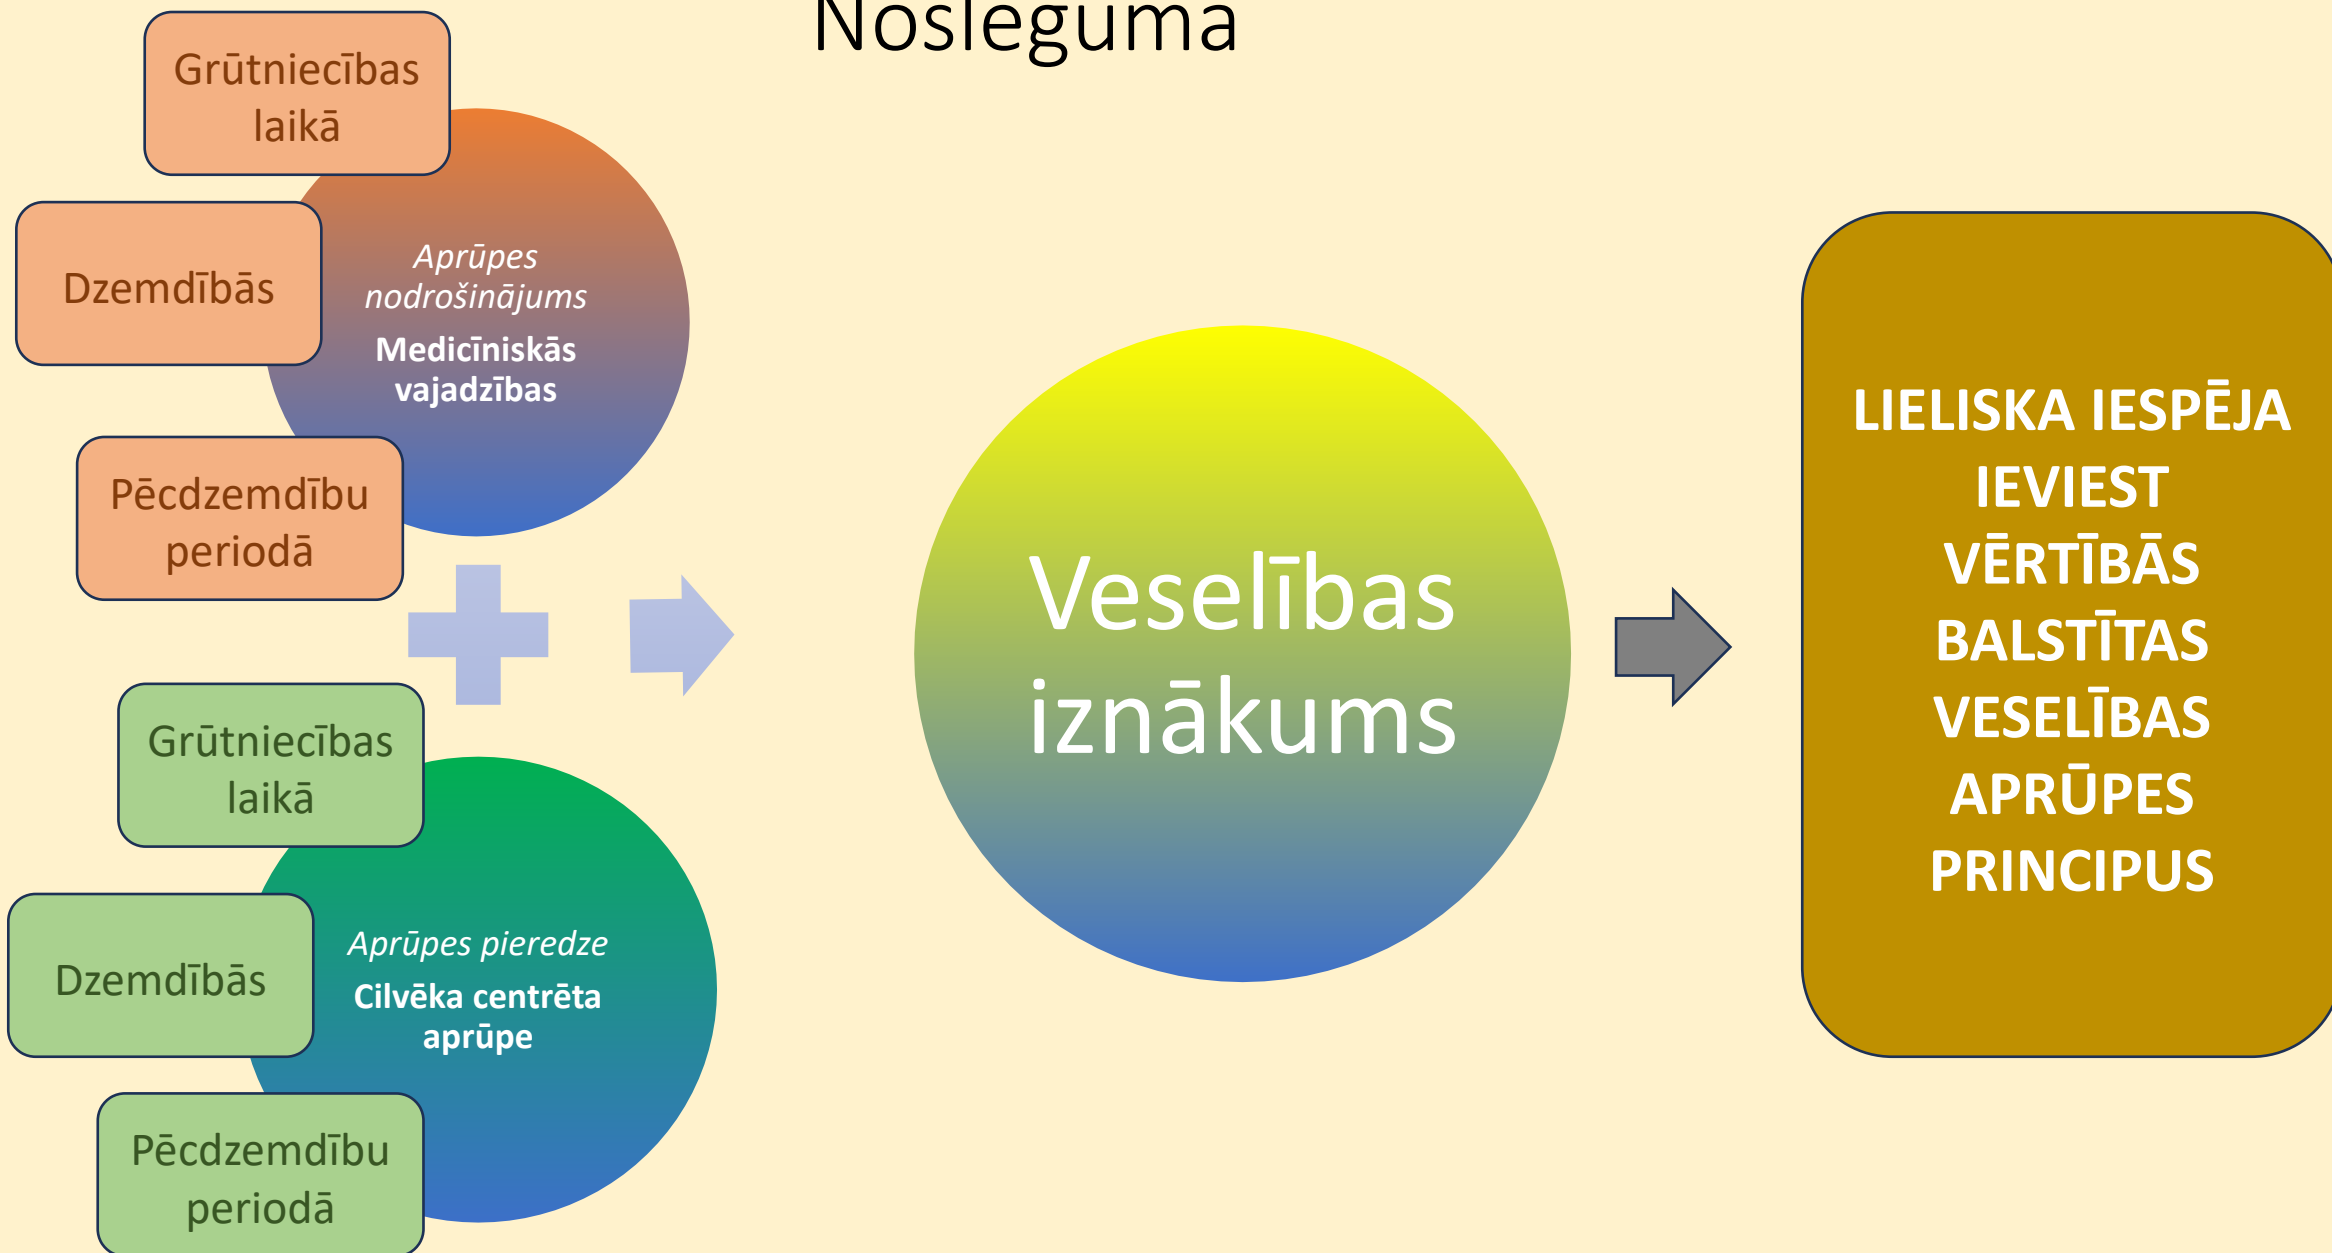 Noslēgumā
Grūtniecības
laikā
Dzemdībās
Pēcdzemdību
periodā
Aprūpes
nodrošinājums
Medicīniskās
vajadzības
Grūtniecības
laikā
Dzemdībās
Pēcdzemdību
periodā
Aprūpes pieredze
Cilvēka centrēta
aprūpe
Veselības
iznākums
LIELISKA IESPĒJA
IEVIEST
VĒRTĪBĀS
BALSTĪTAS
VESELĪBAS
APRŪPES
PRINCIPUS